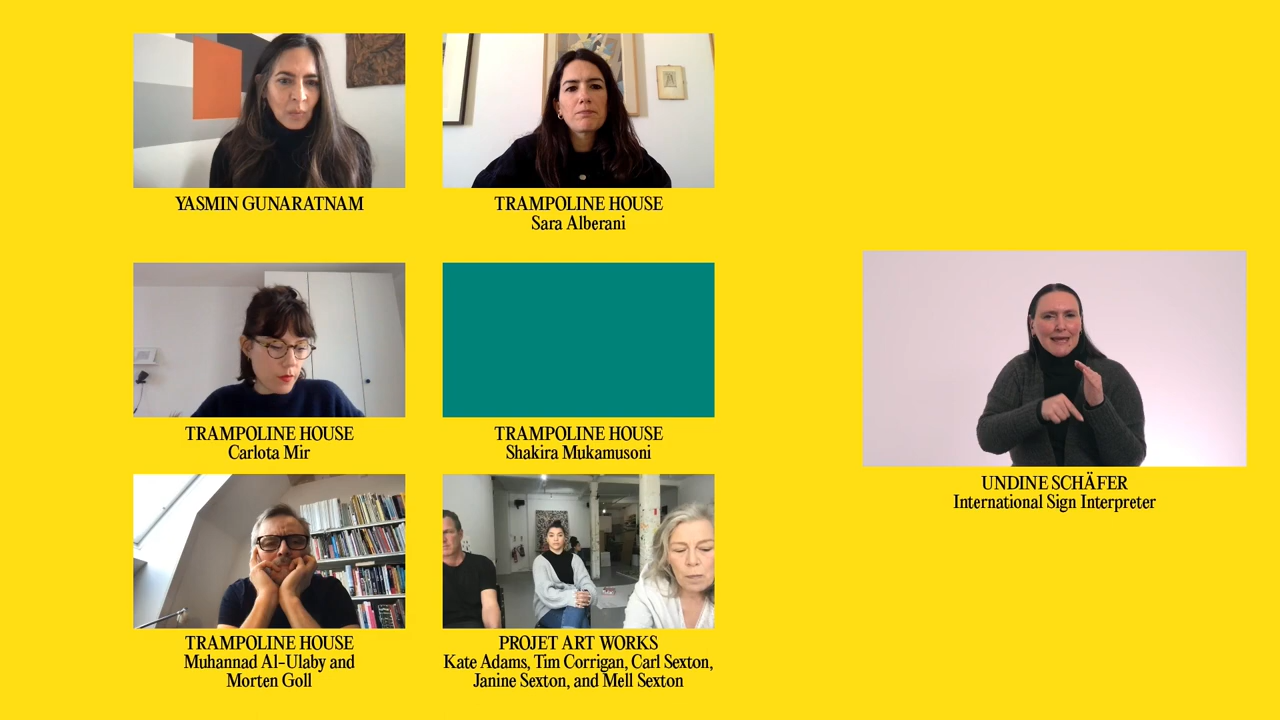 YASMIN GUNARATNAM
TRAMPOLINE HOUSE
Sara Alberani
TRAMPOLINE HOUSE
Carlota Mir
TRAMPOLINE HOUSE
Shakira Mukamusoni
UNDINE SCHÄFER
International Sign Interpreter
TRAMPOLINE HOUSE
Muhannad Al-Ulaby and
Morten Goll
PROJET ART WORKS
Kate Adams, Tim Corrigan, Carl Sexton,
Janine Sexton, and Mell Sexton